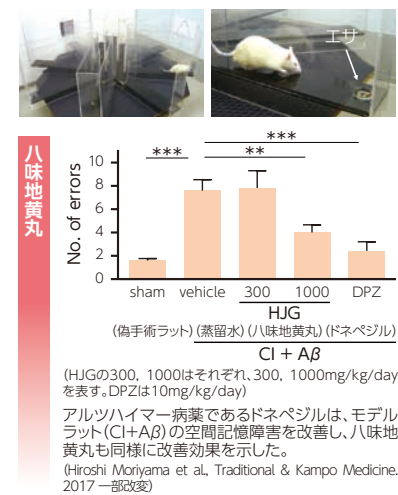 エサ
八味地黄丸
No. of errors
10
8
6
4
2
0
***
**
***
sham vehicle 300 1000 DPZ
HJG
(偽手術ラット)(蒸留水)(八味地黄丸)(ドネペジル)
CI + Aβ
(HJGの300, 1000はそれぞれ、300, 1000mg/kg/day
を表す。DPZは10mg/kg/day)
アルツハイマー病薬であるドネペジルは、モデル
ラット(CI+Aβ)の空間記憶障害を改善し、八味地
黄丸も同様に改善効果を示した。
(Hiroshi Moriyama et al., Traditional & Kampo Medicine.
2017 一部改変)